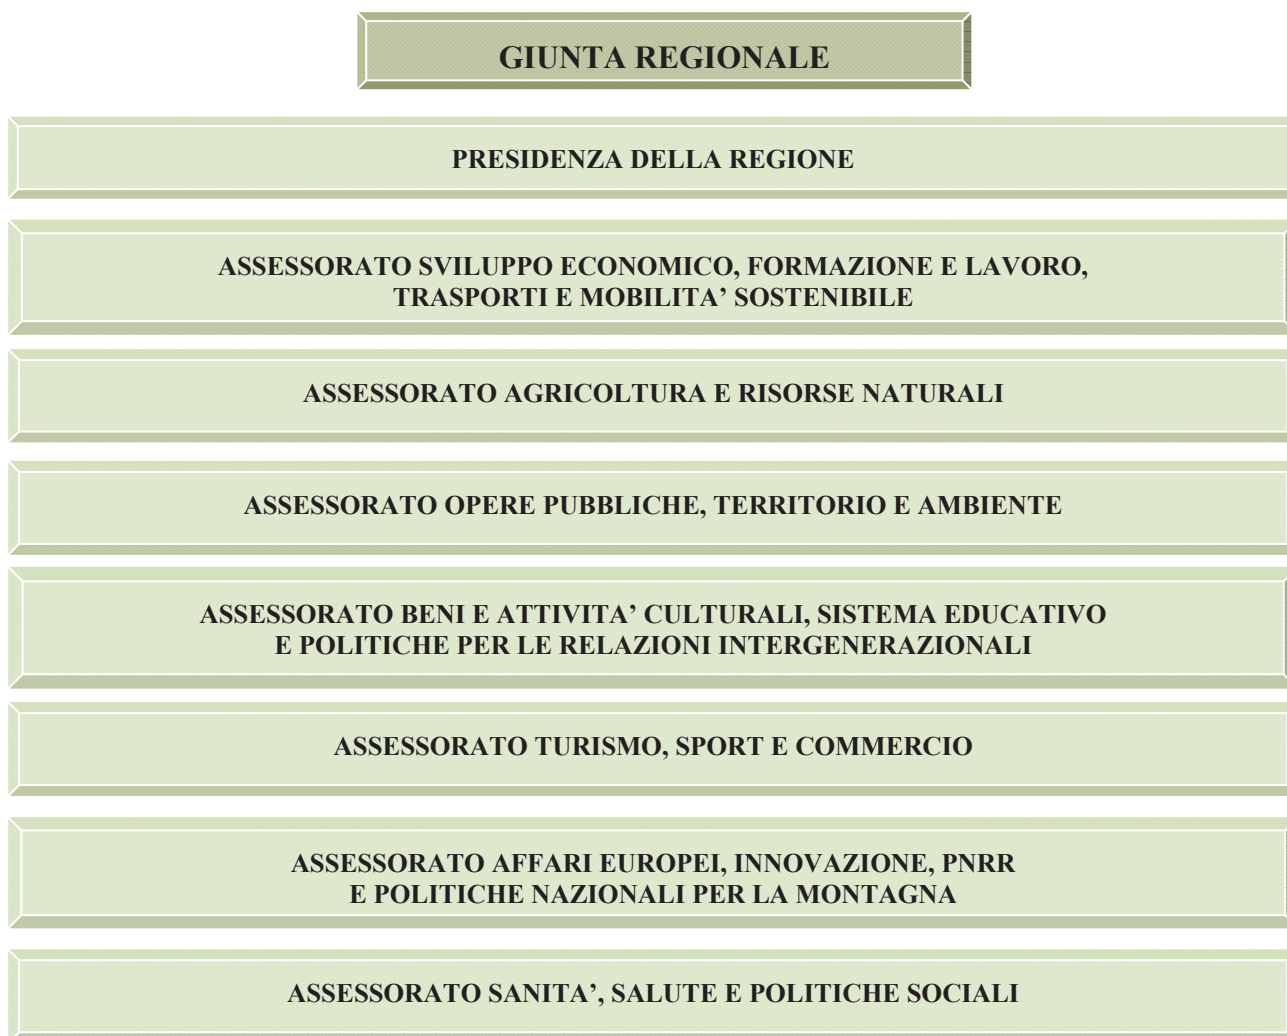 GIUNTA REGIONALE
PRESIDENZA DELLA REGIONE
ASSESSORATO SVILUPPO ECONOMICO, FORMAZIONE E LAVORO,
TRASPORTI E MOBILITA’ SOSTENIBILE
ASSESSORATO AGRICOLTURA E RISORSE NATURALI
ASSESSORATO OPERE PUBBLICHE, TERRITORIO E AMBIENTE
ASSESSORATO BENI E ATTIVITA’ CULTURALI, SISTEMA EDUCATIVO
E POLITICHE PER LE RELAZIONI INTERGENERAZIONALI
ASSESSORATO TURISMO, SPORT E COMMERCIO
ASSESSORATO AFFARI EUROPEI, INNOVAZIONE, PNRR
E POLITICHE NAZIONALI PER LA MONTAGNA
ASSESSORATO SANITA’, SALUTE E POLITICHE SOCIALI